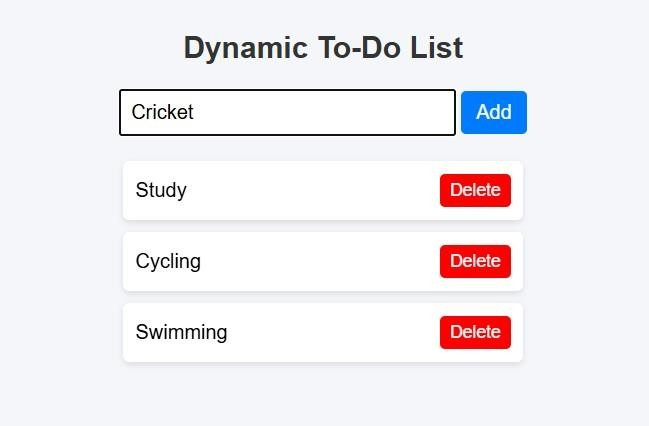 Dynamic To-Do List
Cricket Add
Study Delete
Cycling Delete
Swimming Delete